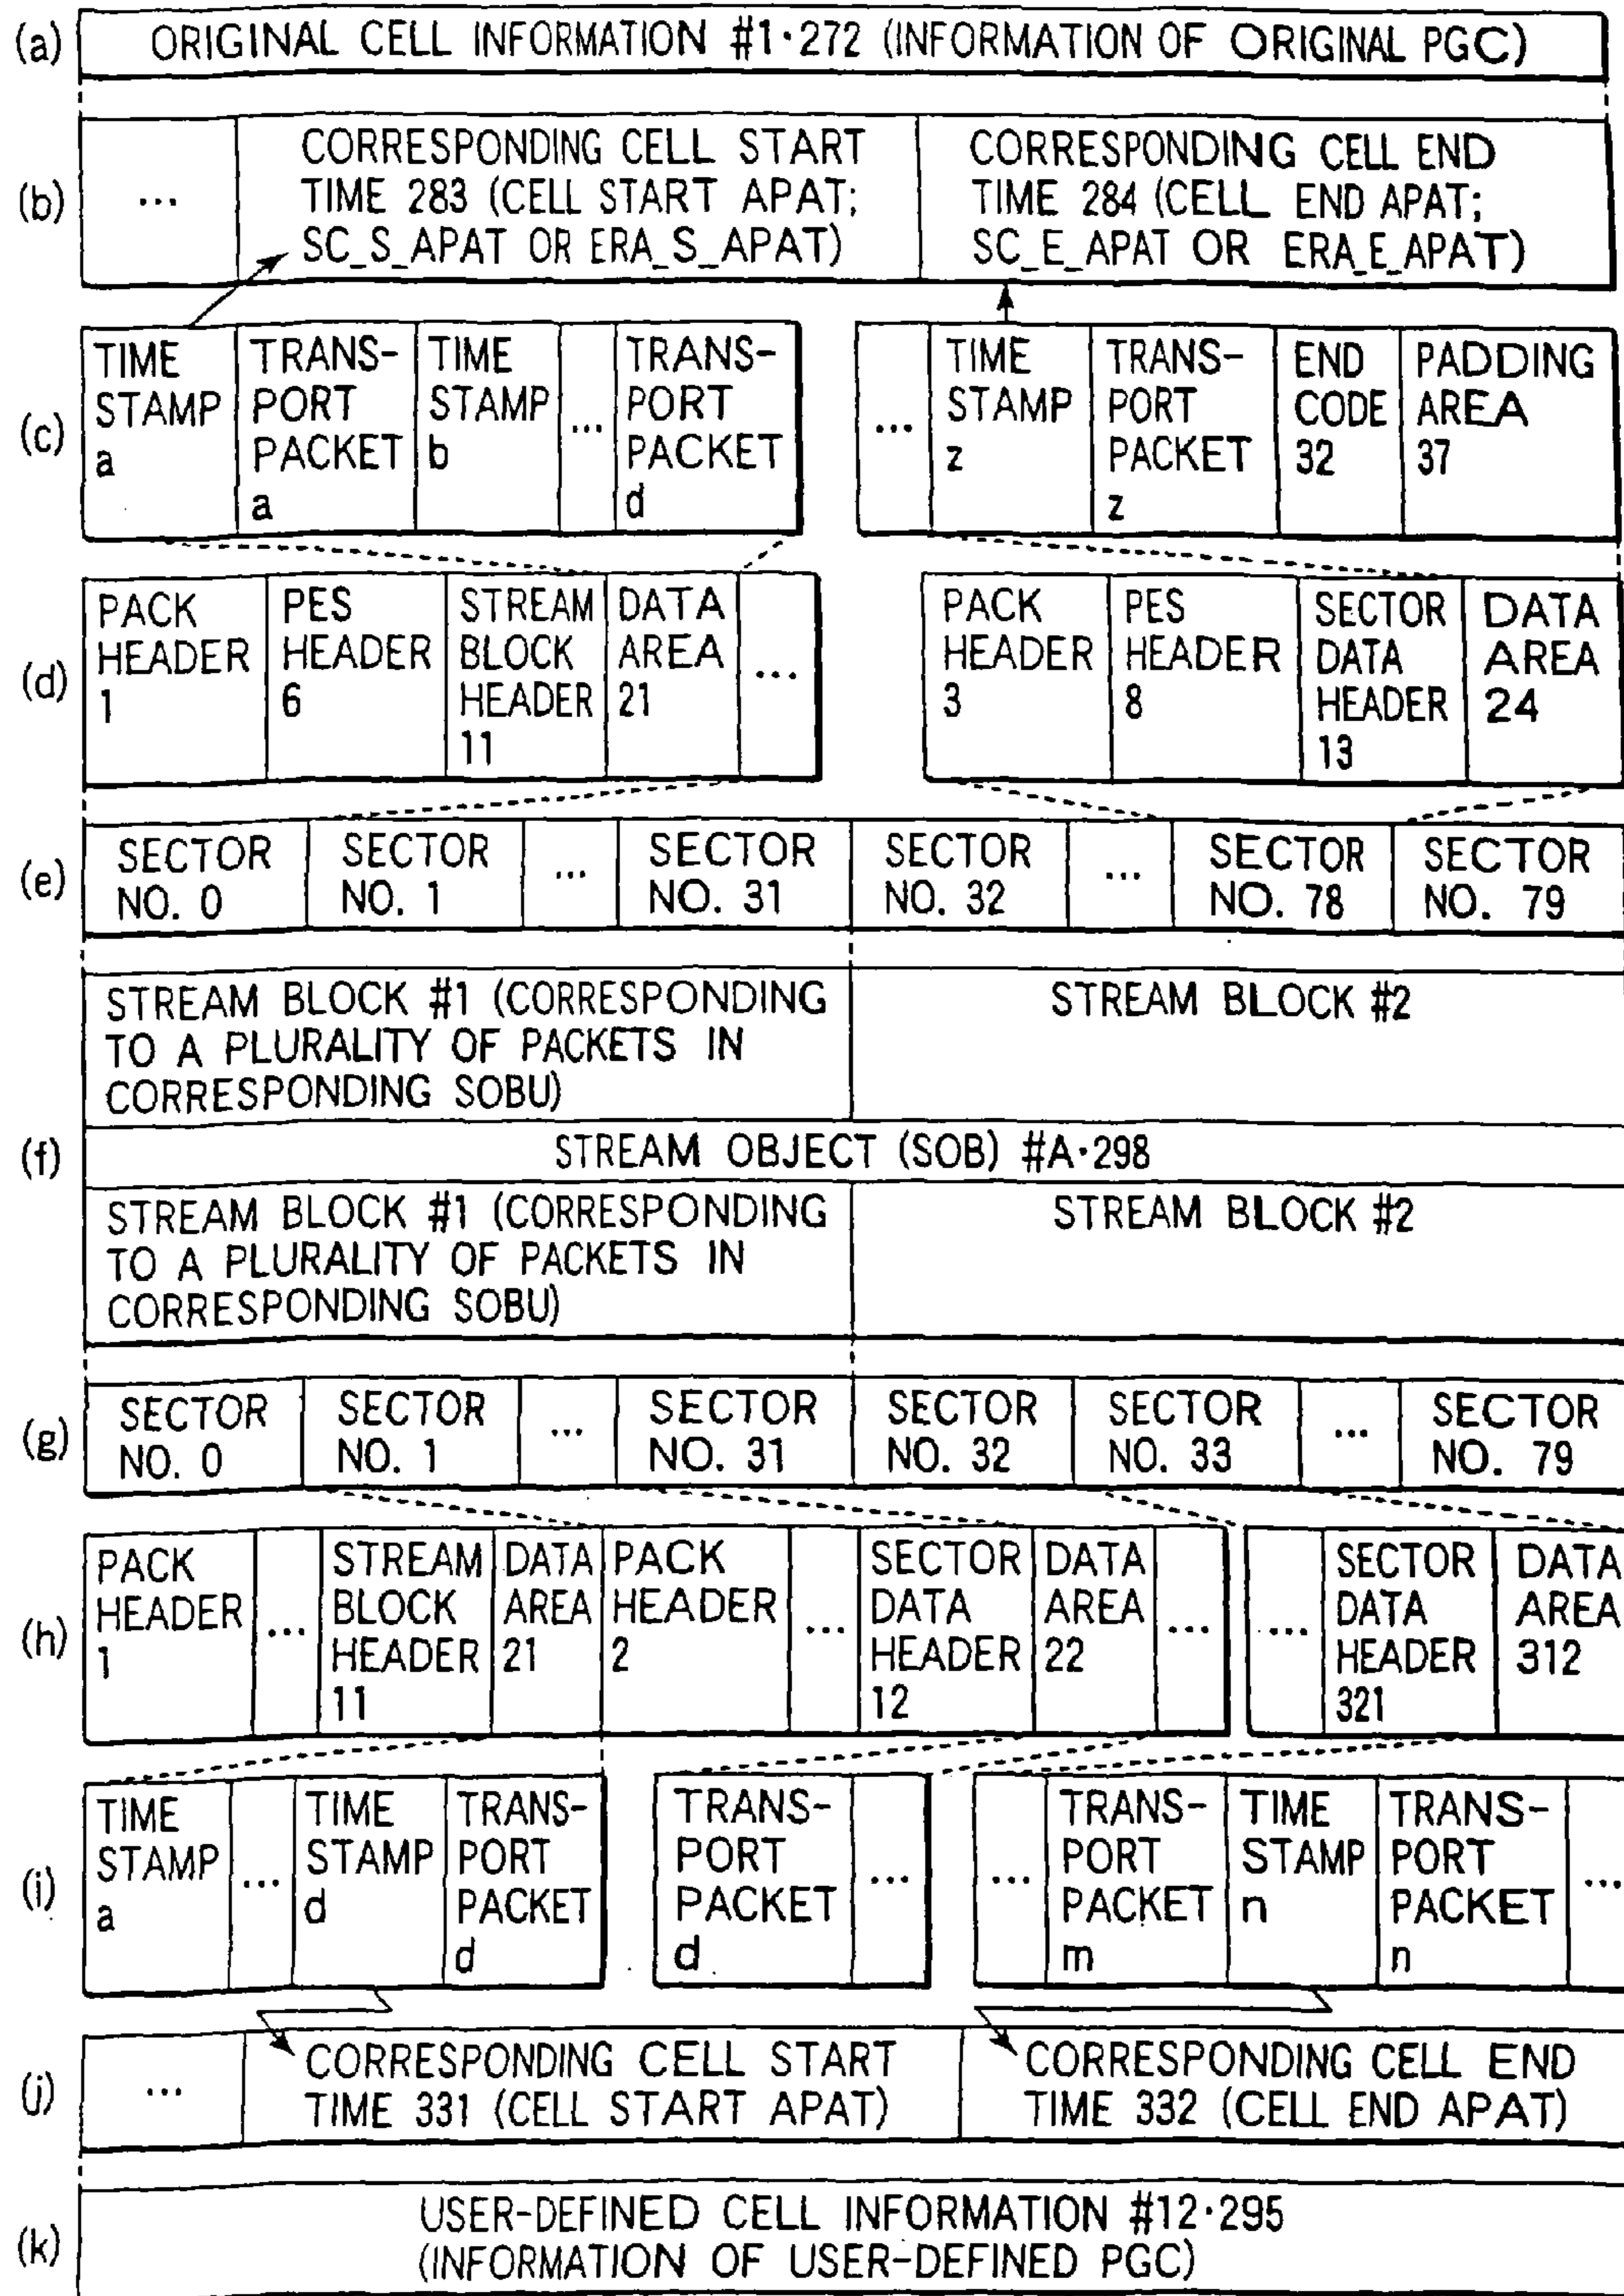 (a) ORIGINAL CELL INFORMATION #1·272 (INFORMATION OF ORIGINAL PGC)
(b)
...
CORRESPONDING CELL START
TIME 283 (CELL START APAT;
SC_S_APAT OR ERA_S_APAT)
CORRESPONDING CELL END
TIME 284 (CELL END APAT;
SC_E_APAT OR ERA_E_APAT)
(c)
TIME
STAMP
a
TRANS-
PORT
PACKET
a
TIME
STAMP
b
...
TRANS-
PORT
PACKET
d
...
TIME
STAMP
z
TRANS-
PORT
PACKET
z
END
CODE
32
PADDING
AREA
37
(d)
PACK
HEADER
1
PES
HEADER
6
STREAM
BLOCK
HEADER
11
DATA
AREA
21
...
PACK
HEADER
3
PES
HEADER
8
SECTOR
DATA
HEADER
13
DATA
AREA
24
(e)
SECTOR
NO. 0
SECTOR
NO. 1
...
SECTOR
NO. 31
SECTOR
NO. 32
...
SECTOR
NO. 78
SECTOR
NO. 79
(f)
STREAM BLOCK #1 (CORRESPONDING
TO A PLURALITY OF PACKETS IN
CORRESPONDING SOBU)
STREAM BLOCK #2
STREAM OBJECT (SOB) #A·298
STREAM BLOCK #1 (CORRESPONDING
TO A PLURALITY OF PACKETS IN
CORRESPONDING SOBU)
STREAM BLOCK #2
(g)
SECTOR
NO. 0
SECTOR
NO. 1
...
SECTOR
NO. 31
SECTOR
NO. 32
SECTOR
NO. 33
...
SECTOR
NO. 79
(h)
PACK
HEADER
1
...
STREAM
BLOCK
HEADER
11
DATA
AREA
21
PACK
HEADER
2
...
SECTOR
DATA
HEADER
12
DATA
AREA
22
...
...
SECTOR
DATA
HEADER
321
DATA
AREA
312
(i)
TIME
STAMP
a
...
TIME
STAMP
d
TRANS-
PORT
PACKET
d
TRANS-
PORT
PACKET
d
...
...
TRANS-
PORT
PACKET
m
TIME
STAMP
n
TRANS-
PORT
PACKET
n
...
(j)
...
CORRESPONDING CELL START
TIME 331 (CELL START APAT)
CORRESPONDING CELL END
TIME 332 (CELL END APAT)
(k)
USER-DEFINED CELL INFORMATION #12·295
(INFORMATION OF USER-DEFINED PGC)